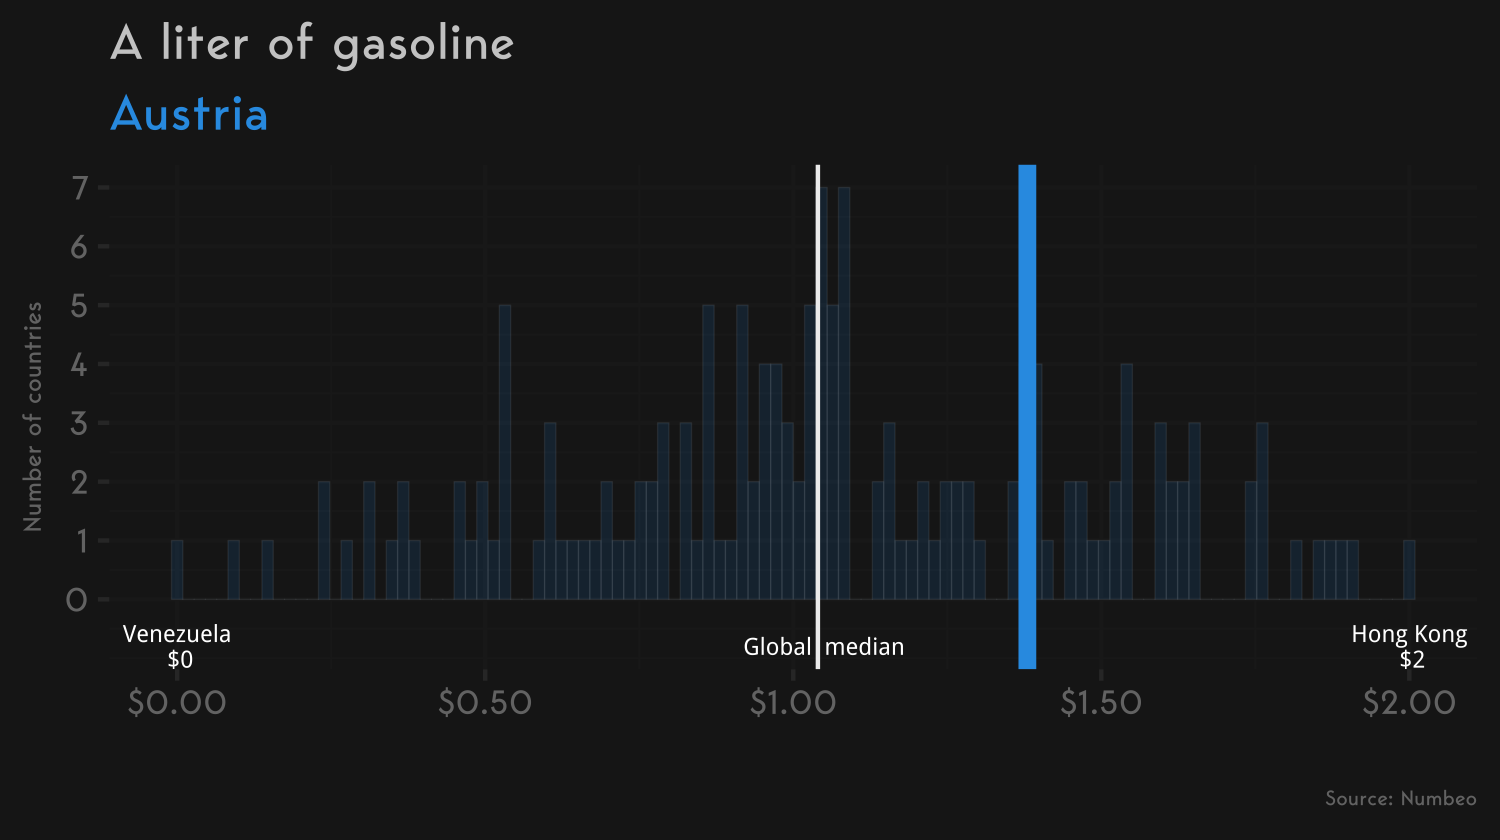 A liter of gasoline
Austria
Number of countries
7
6
5
4
3
2
1
0
Venezuela
$0
Global median
Hong Kong
$2
$0.00 $0.50 $1.00 $1.50 $2.00
Source: Numbeo